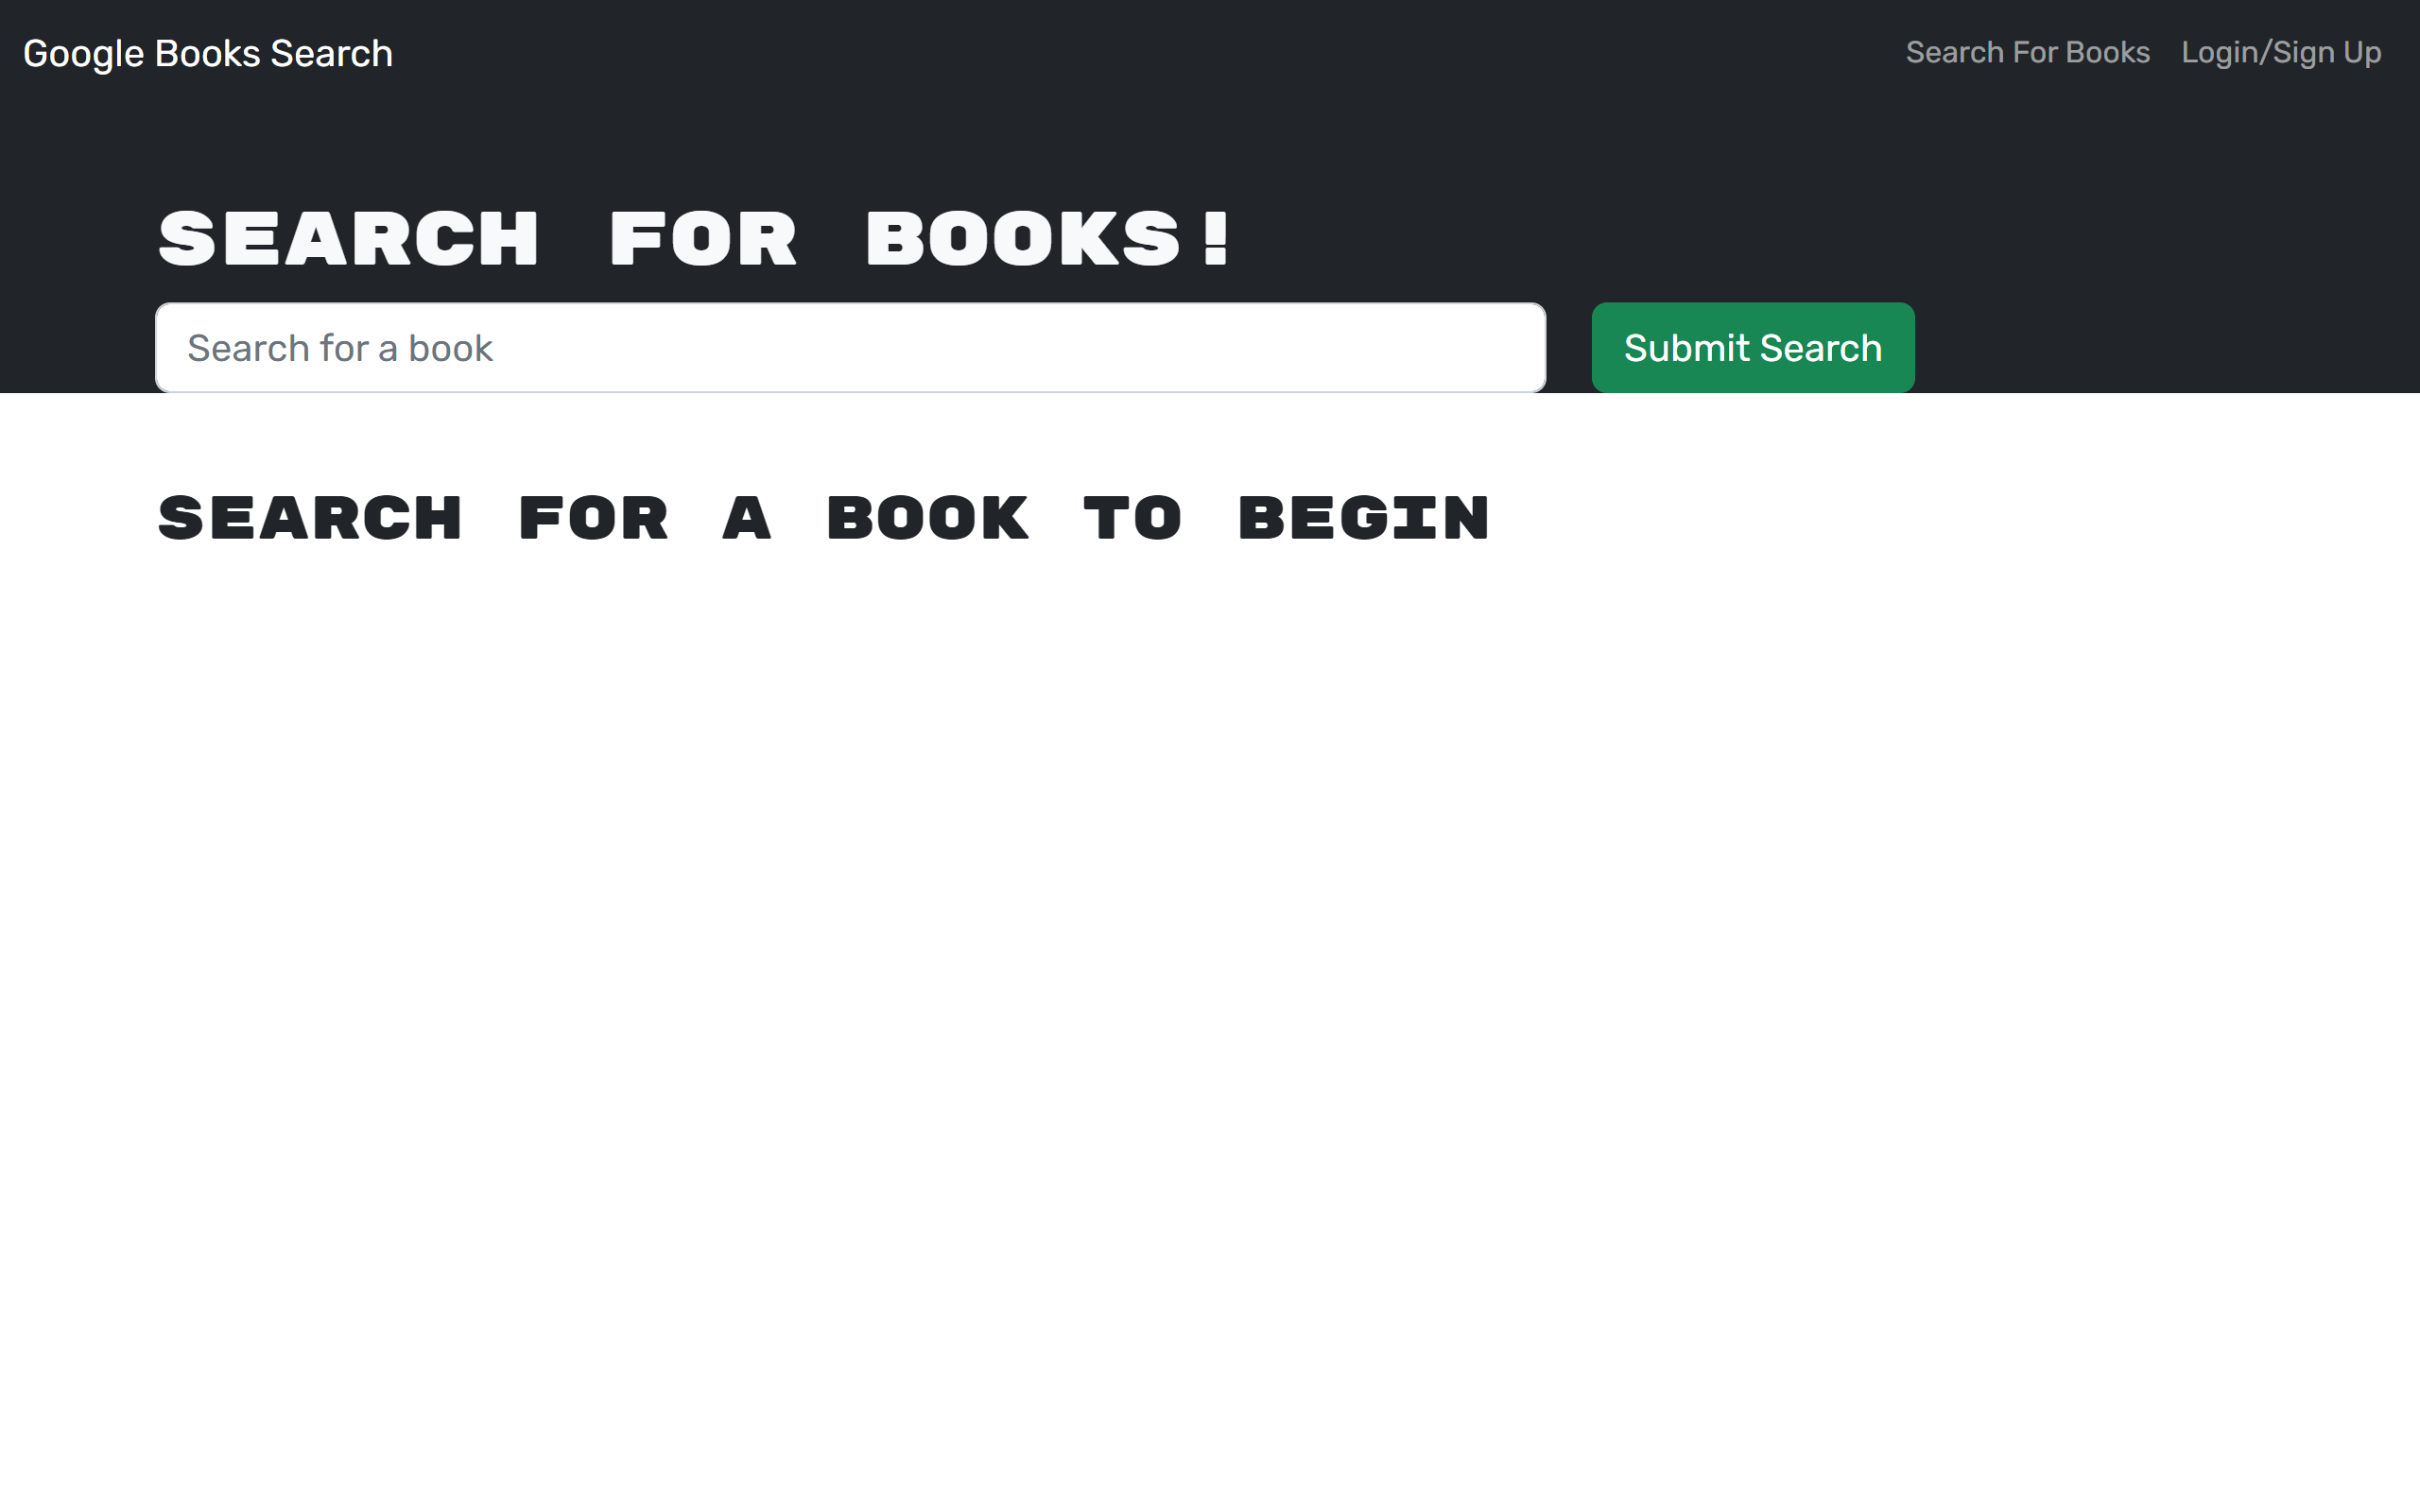 Google Books Search
Search For Books
Login/Sign Up
SEARCH FOR BOOKS!
Search for a book
Submit Search
SEARCH FOR A BOOK TO BEGIN